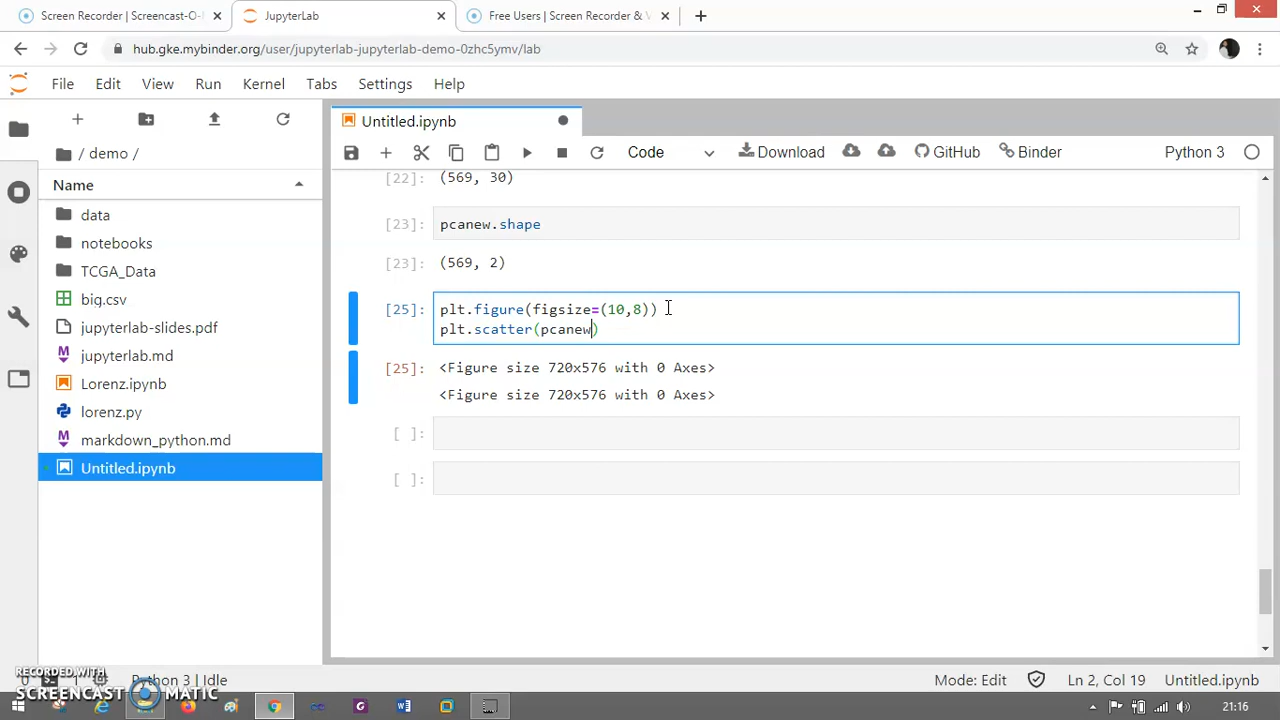 Screen Recorder | Screencast-O-
JupyterLab
Free Users | Screen Recorder & V
hub.gke.mybinder.org/user/jupyterlab-jupyterlab-demo-0zhc5ymv/lab
File Edit View Run Kernel Tabs Settings Help
Untitled.ipynb
Code Download GitHub Binder Python 3
/ demo /
Name
data
notebooks
TCGA_Data
big.csv
jupyterlab-slides.pdf
jupyterlab.md
Lorenz.ipynb
lorenz.py
markdown_python.md
Untitled.ipynb
[22]: (569, 30)
[23]: pcanew.shape
[23]: (569, 2)
[25]: plt.figure(figsize=(10,8))
plt.scatter(pcanew)
[25]: <Figure size 720x576 with 0 Axes>
<Figure size 720x576 with 0 Axes>
[ ]:
[ ]:
Python 3 | Idle Mode: Edit Ln 2, Col 19 Untitled.ipynb
RECORDED WITH
SCREENCAST MATIC
21:16